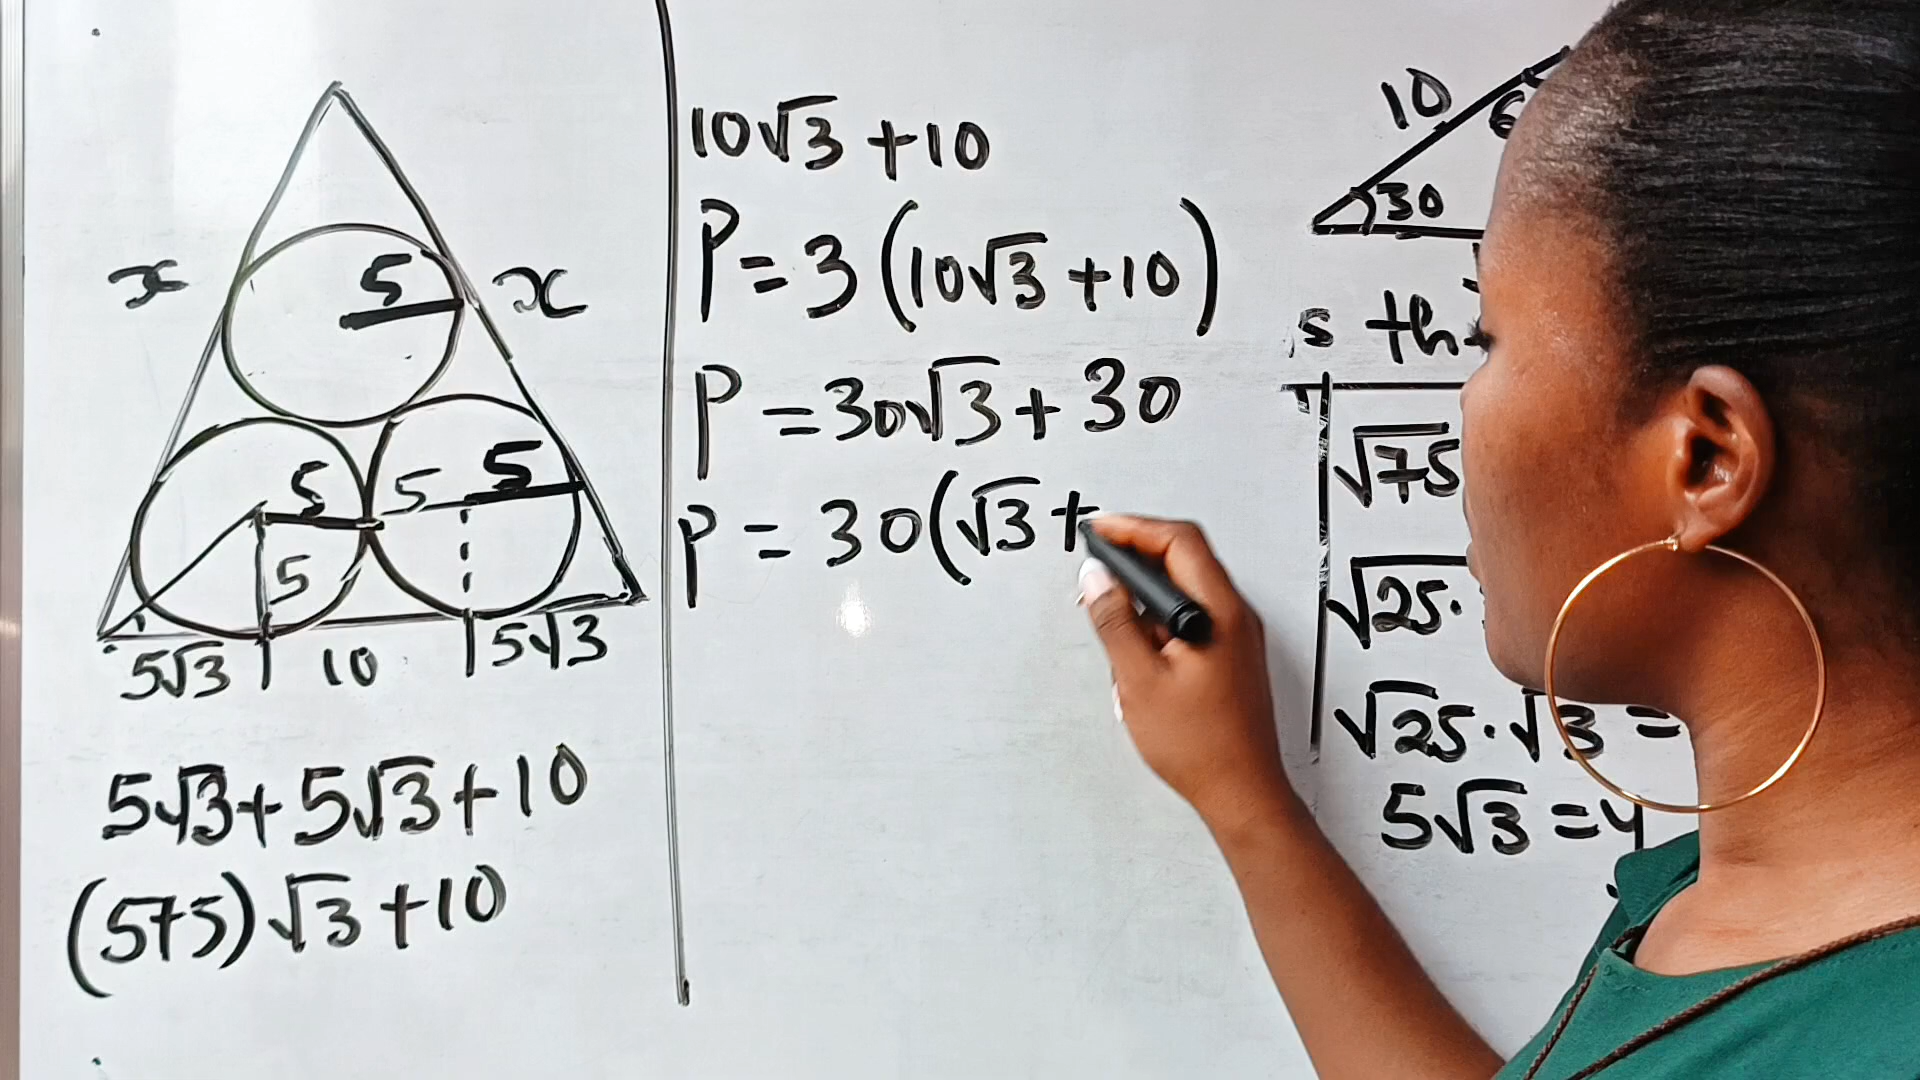 x
5
x
5
5
5
5
5√3
10
5√3
5√3+5√3+10
(5+5)√3+10
10√3+10
P=3(10√3+10)
P=30√3+30
P=30(√3+
10
6
30
s th
√75
√25.
√25.√3=
5√3=y